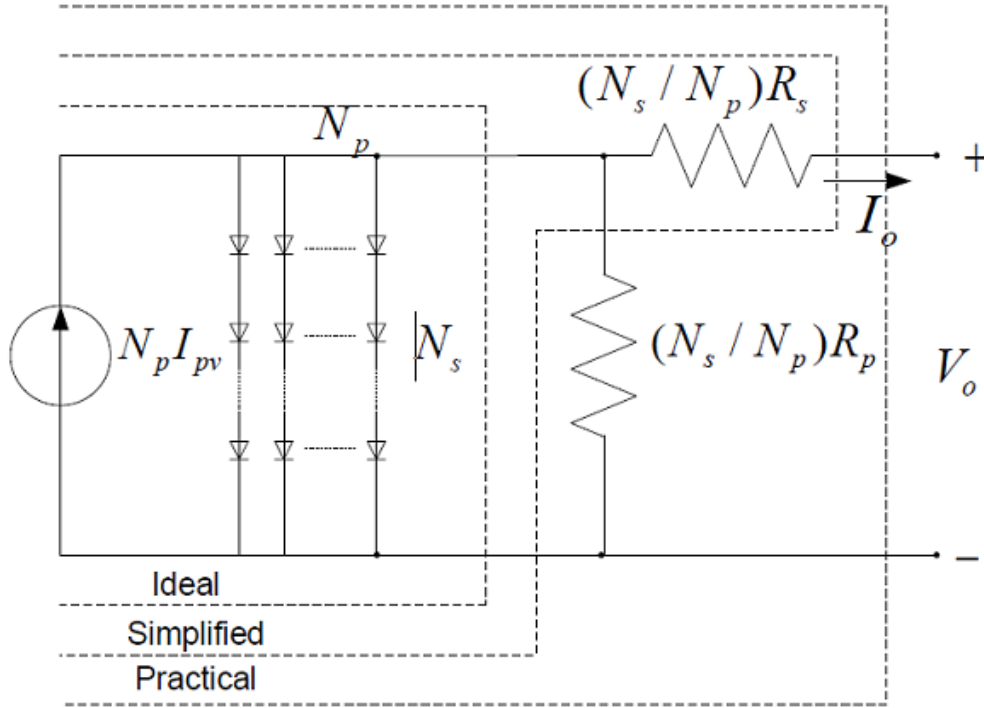 (N_s / N_p)R_s
N_p
+
I_o
N_p I_pv
N_s
(N_s / N_p)R_p
V_o
−
Ideal
Simplified
Practical